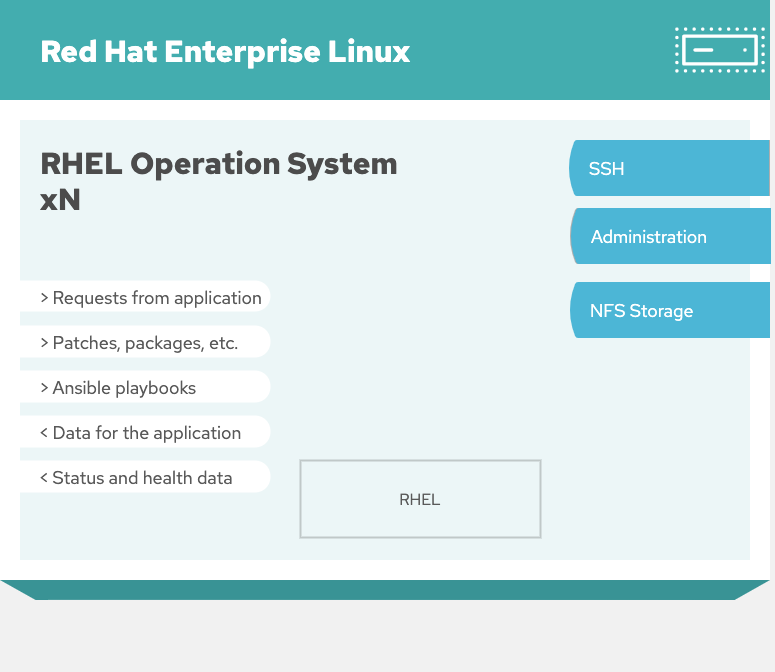 Red Hat Enterprise Linux
RHEL Operation System
xN
SSH
Administration
NFS Storage
> Requests from application
> Patches, packages, etc.
> Ansible playbooks
< Data for the application
< Status and health data
RHEL